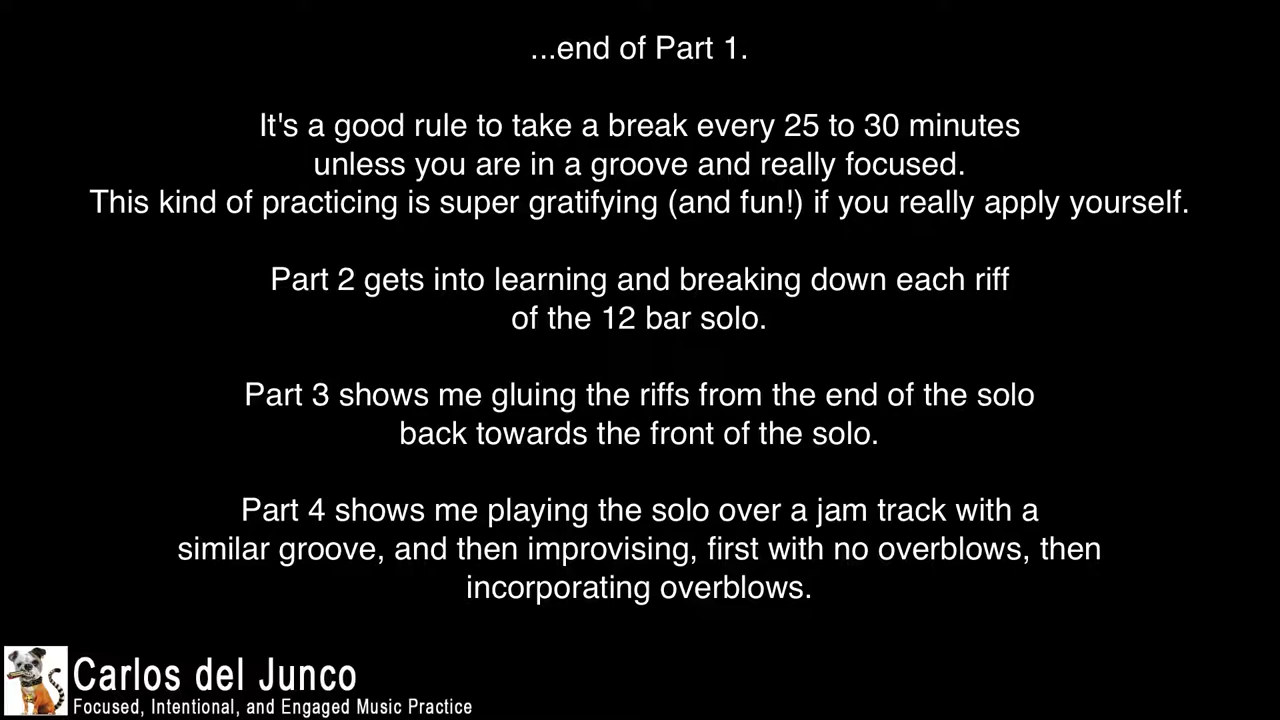 ...end of Part 1.
It's a good rule to take a break every 25 to 30 minutes
unless you are in a groove and really focused.
This kind of practicing is super gratifying (and fun!) if you really apply yourself.
Part 2 gets into learning and breaking down each riff
of the 12 bar solo.
Part 3 shows me gluing the riffs from the end of the solo
back towards the front of the solo.
Part 4 shows me playing the solo over a jam track with a
similar groove, and then improvising, first with no overblows, then
incorporating overblows.
Carlos del Junco
Focused, Intentional, and Engaged Music Practice